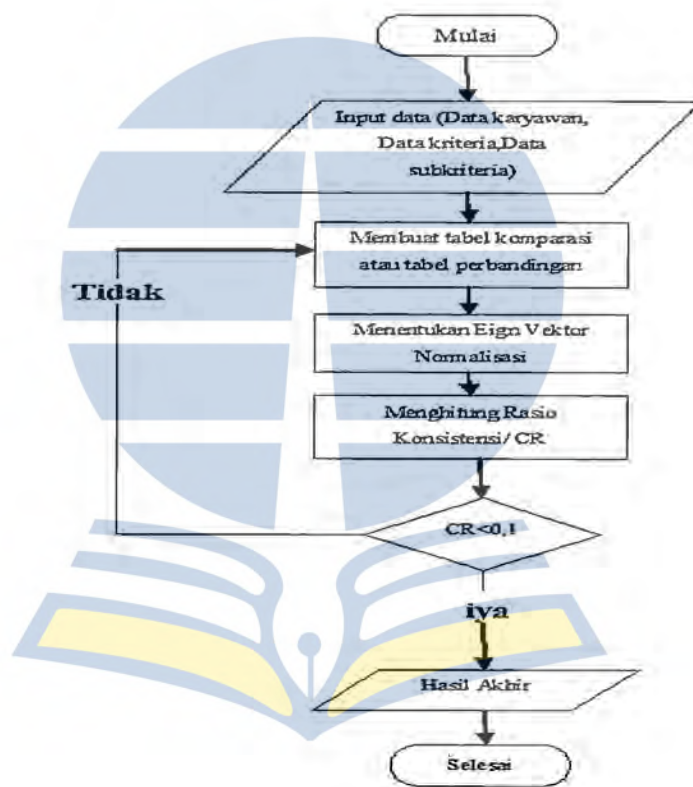 Mulai
Input data (Data karyawan,
Data kriteria,Data
subkriteria)
Membuat tabel komparasi
atau tabel perbandingan
Tidak
Menentukan Eign Vektor
Normalisasi
Menghitung Rasio
Konsistensi/ CR
CR<0,1
iya
Hasil Akhir
Selesai